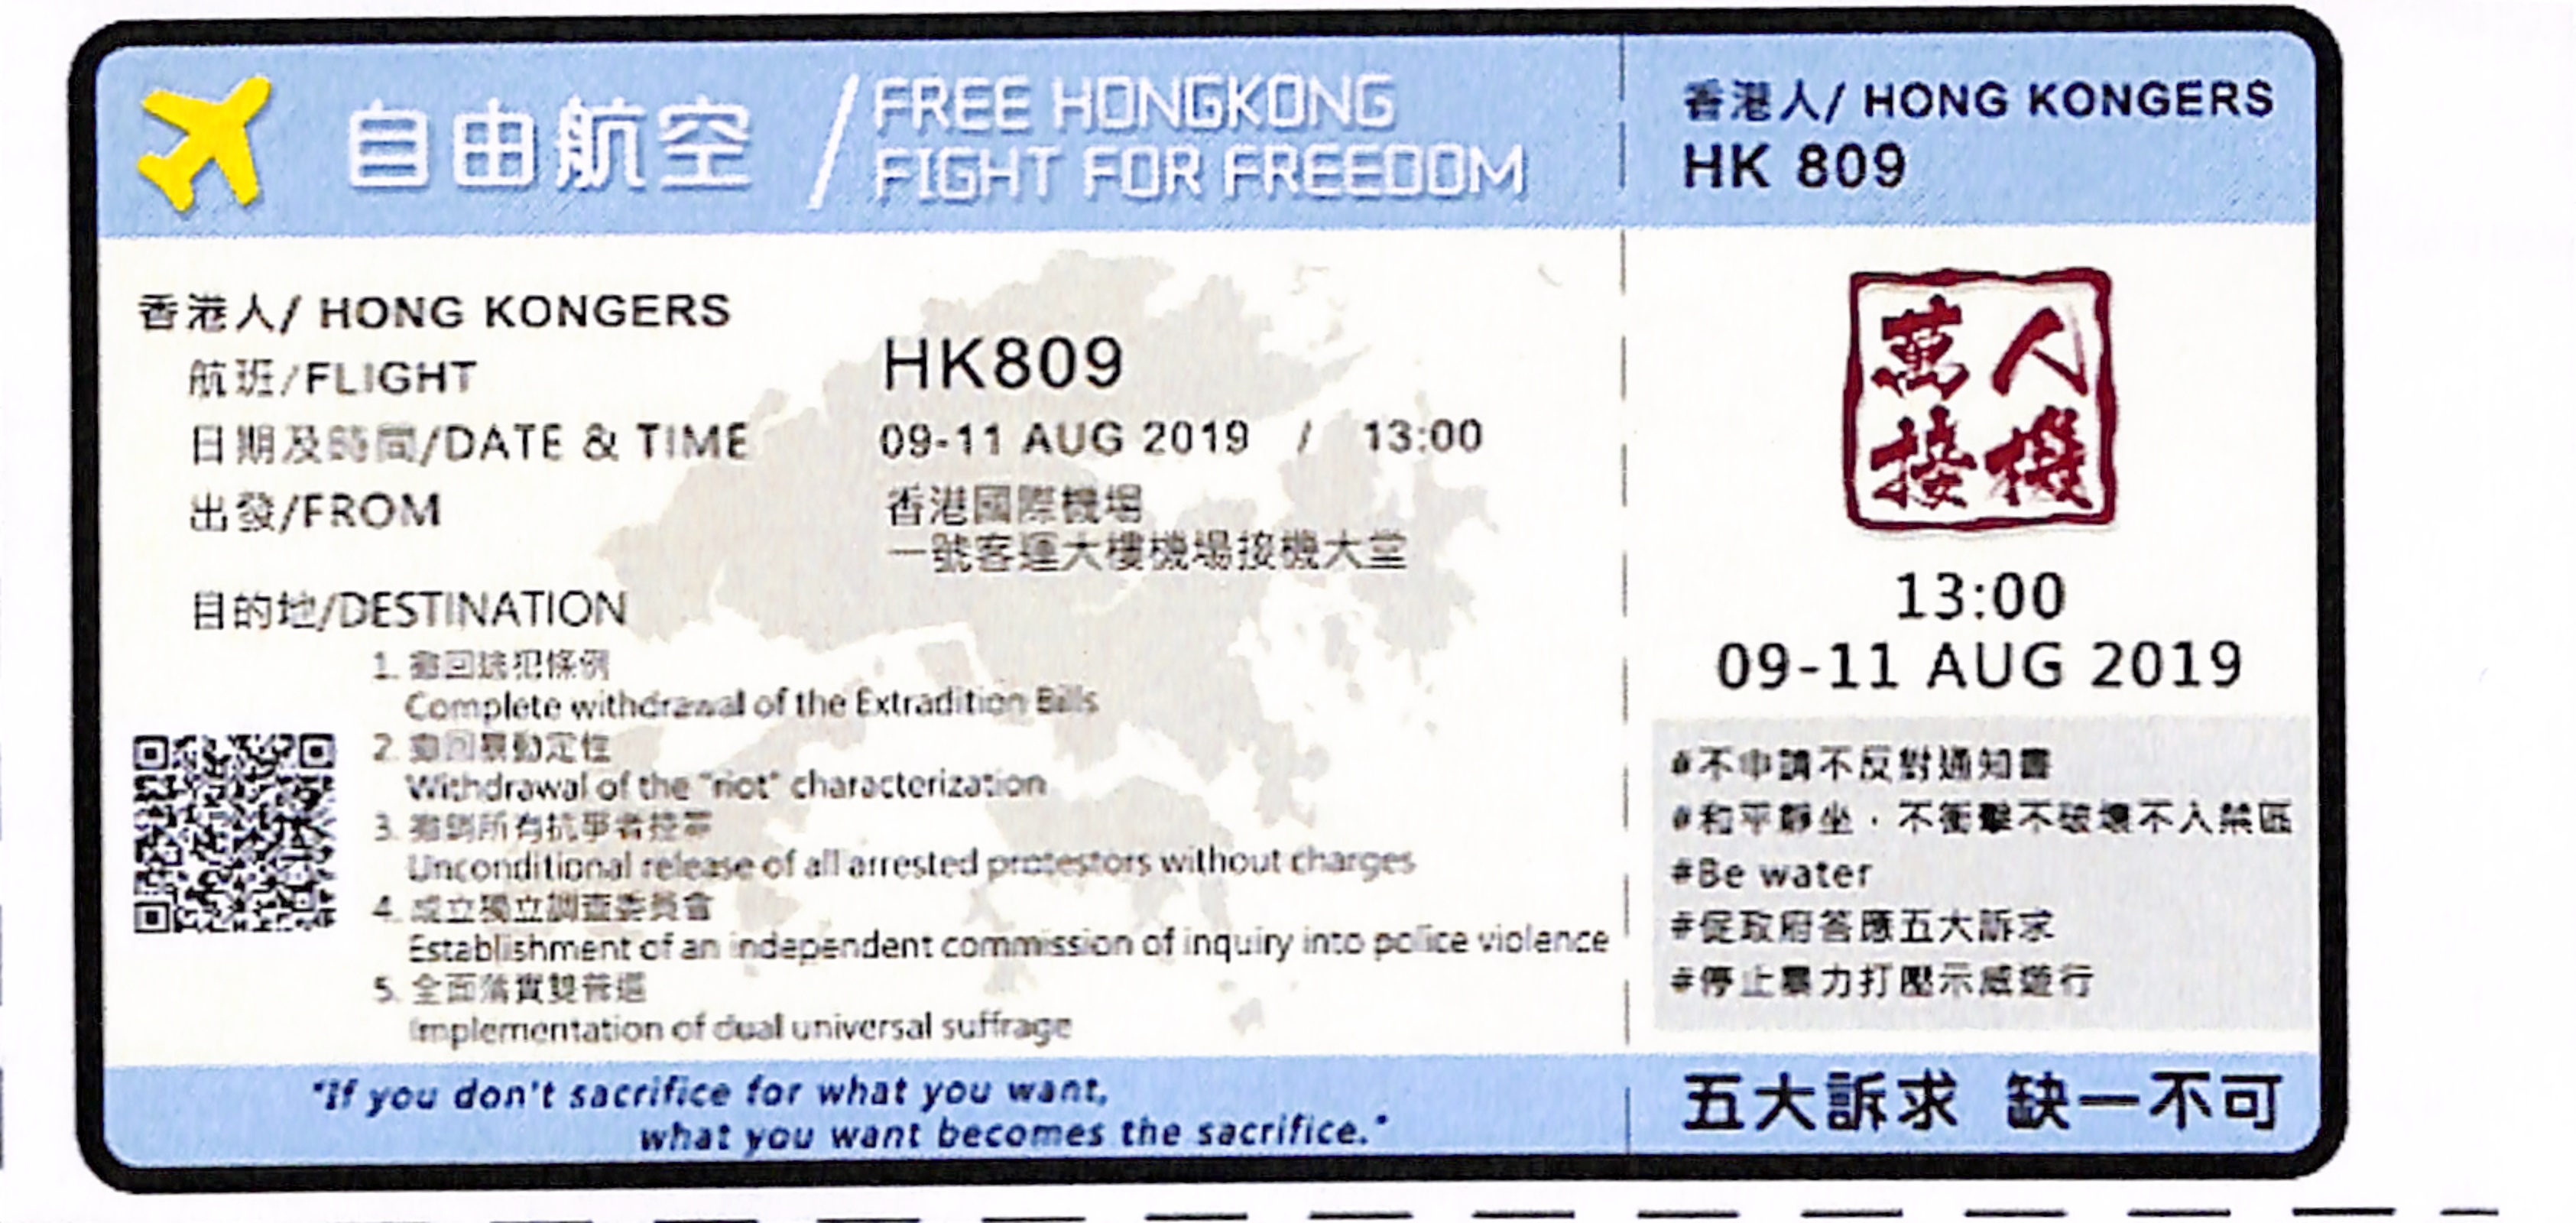 自由航空
FREE HONGKONG
FIGHT FOR FREEDOM
香港人/ HONG KONGERS
航班/FLIGHT
HK809
日期及時間/DATE & TIME
09-11 AUG 2019 / 13:00
出發/FROM
香港國際機場
一號客運大樓機場接機大堂
目的地/DESTINATION
1. 撤回逃犯條例
Complete withdrawal of the Extradition Bills
2. 撤回暴動定性
Withdrawal of the "riot" characterization
3. 撤銷所有抗爭者控罪
Unconditional release of all arrested protestors without charges
4. 成立獨立調查委員會
Establishment of an independent commission of inquiry into police violence
5. 全面落實雙普選
Implementation of dual universal suffrage
"If you don't sacrifice for what you want,
what you want becomes the sacrifice."
香港人/ HONG KONGERS
HK 809
萬人
接機
13:00
09-11 AUG 2019
#不申請不反對通知書
#和平靜坐，不衝擊不破壞不入禁區
#Be water
#促政府答應五大訴求
#停止暴力打壓示威遊行
五大訴求 缺一不可